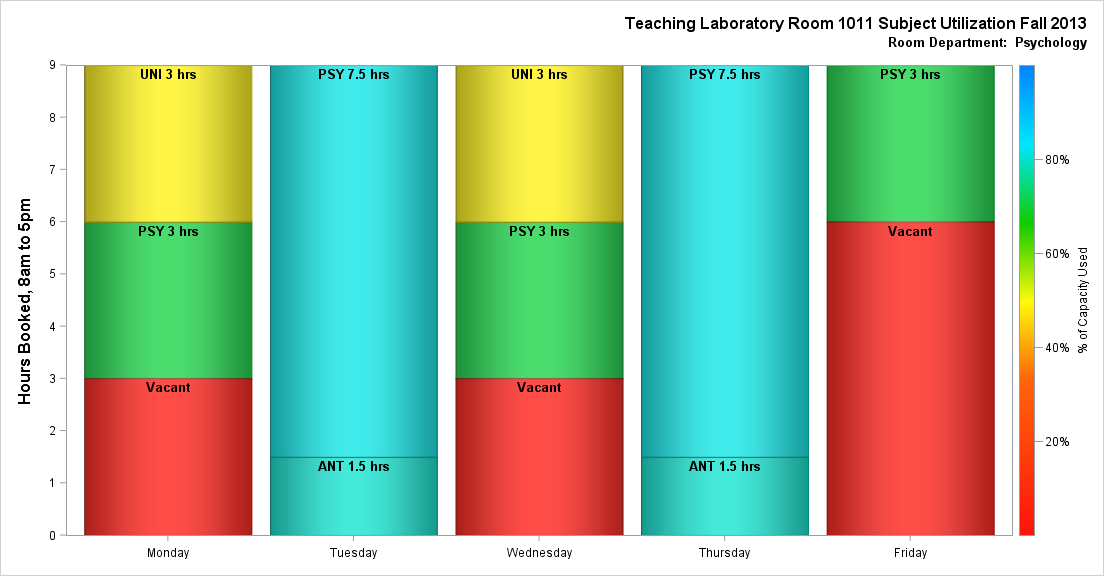 Teaching Laboratory Room 1011 Subject Utilization Fall 2013
Room Department:  Psychology
Hours Booked, 8am to 5pm
9
8
7
6
5
4
3
2
1
0
UNI 3 hrs
PSY 3 hrs
Vacant
PSY 7.5 hrs
ANT 1.5 hrs
UNI 3 hrs
PSY 3 hrs
Vacant
PSY 7.5 hrs
ANT 1.5 hrs
PSY 3 hrs
Vacant
Monday
Tuesday
Wednesday
Thursday
Friday
80%
60%
40%
20%
% of Capacity Used